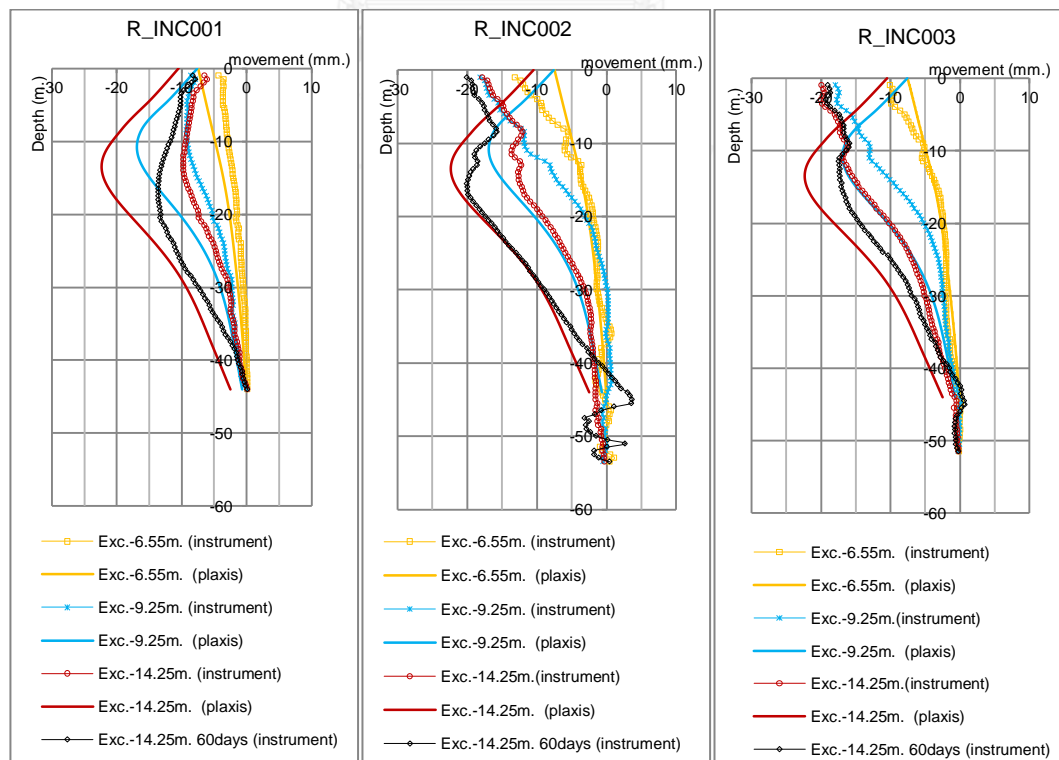 R_INC001
movement (mm.)
-30 -20 -10 0 10
Depth (m.)
0
-10
-20
-30
-40
-50
-60
Exc.-6.55m. (instrument)
Exc.-6.55m. (plaxis)
Exc.-9.25m. (instrument)
Exc.-9.25m. (plaxis)
Exc.-14.25m. (instrument)
Exc.-14.25m. (plaxis)
Exc.-14.25m. 60days (instrument)
R_INC002
movement (mm.)
-30 -20 -10 0 10
Depth (m.)
0
-10
-20
-30
-40
-50
-60
Exc.-6.55m. (instrument)
Exc.-6.55m. (plaxis)
Exc.-9.25m. (instrument)
Exc.-9.25m. (plaxis)
Exc.-14.25m.(instrument)
Exc.-14.25m. (plaxis)
Exc.-14.25m. 60days (instrument)
R_INC003
movement (mm.)
-30 -20 -10 0 10
Depth (m.)
0
-10
-20
-30
-40
-50
-60
Exc.-6.55m. (instrument)
Exc.-6.55m. (plaxis)
Exc.-9.25m.(instrument)
Exc.-9.25m. (plaxis)
Exc.-14.25m.(instrument)
Exc.-14.25m. (plaxis)
Exc.-14.25m. 60days (instrument)